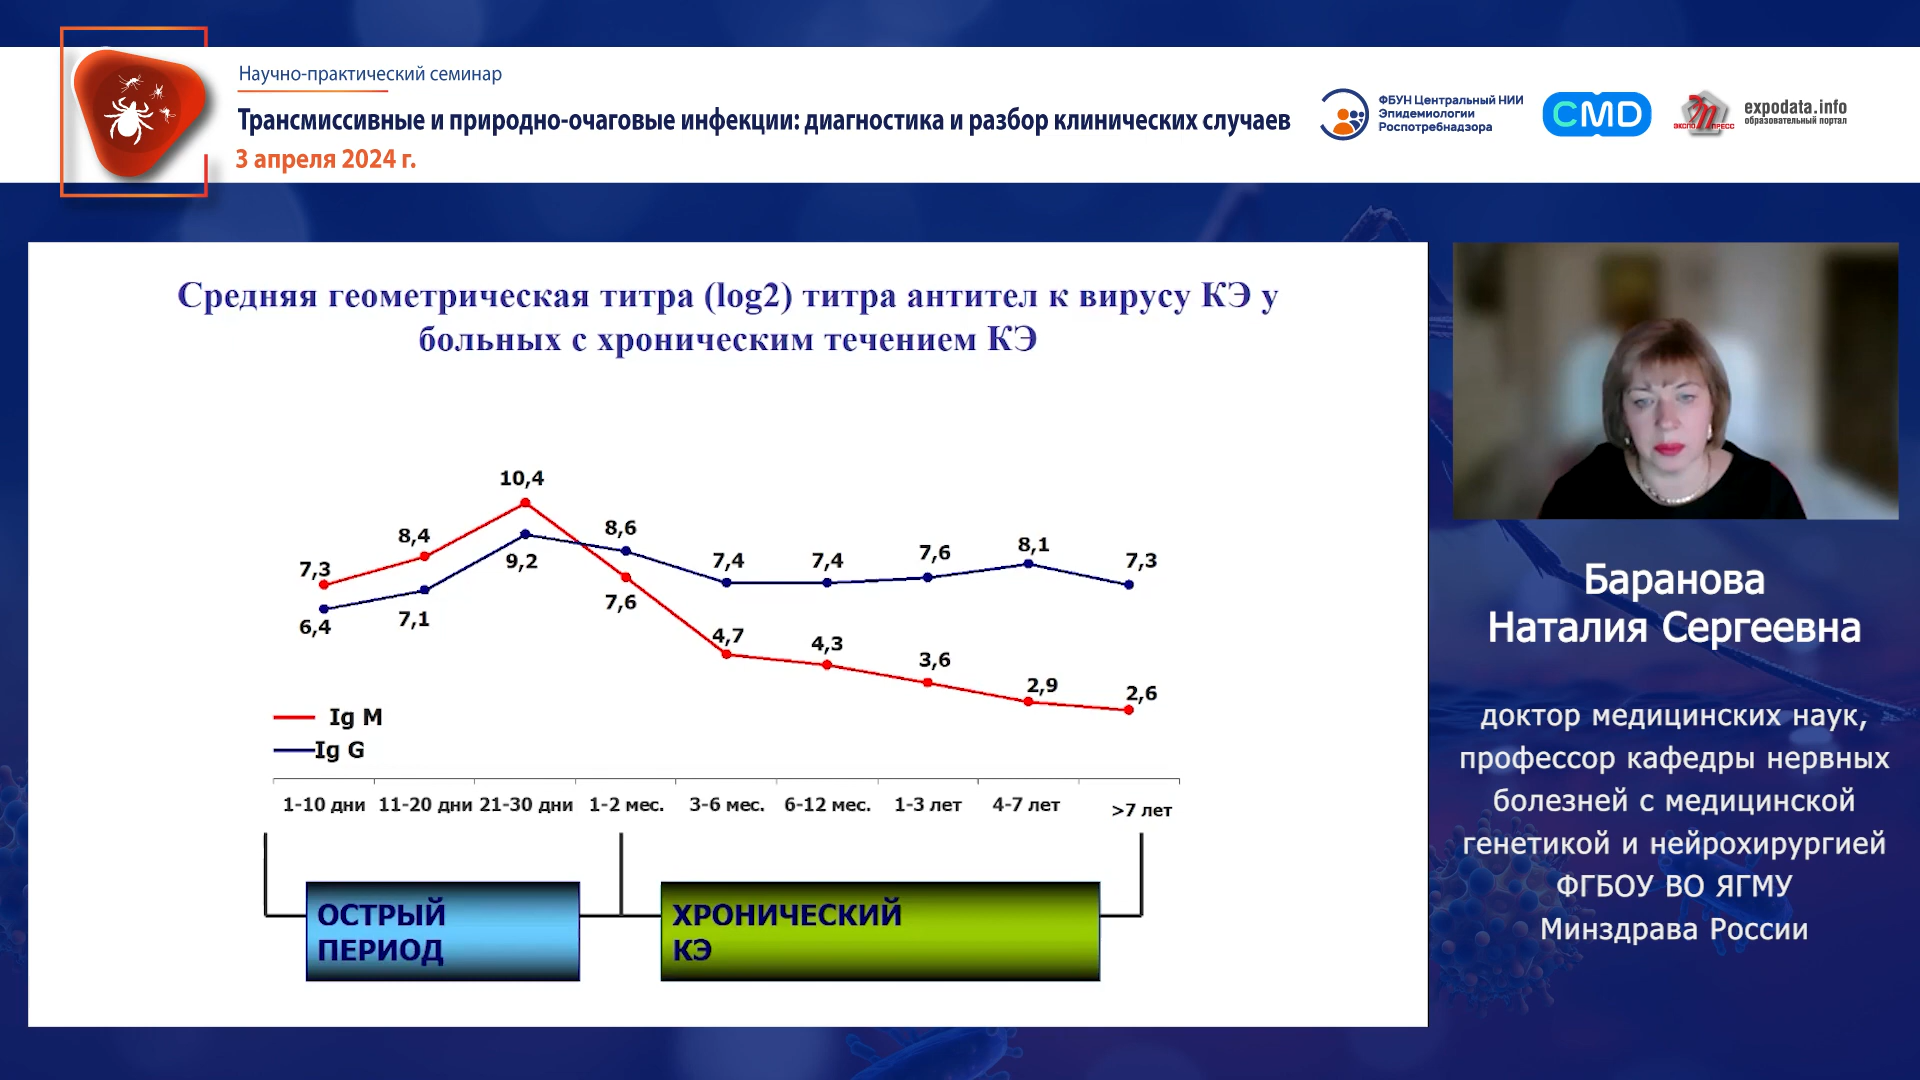 Научно-практический семинар
Трансмиссивные и природно-очаговые инфекции: диагностика и разбор клинических случаев
3 апреля 2024 г.
ФБУН Центральный НИИ
Эпидемиологии
Роспотребнадзора
CMD
ЭКСПО ПРЕСС
expodata.info
образовательный портал
Средняя геометрическая титра (log2) титра антител к вирусу КЭ у
больных с хроническим течением КЭ
10,4
8,4
8,6
7,3
9,2
7,4
7,4
7,6
8,1
7,3
6,4
7,1
7,6
4,7
4,3
3,6
2,9
2,6
Ig M
Ig G
1-10 дни 11-20 дни 21-30 дни 1-2 мес. 3-6 мес. 6-12 мес. 1-3 лет 4-7 лет >7 лет
ОСТРЫЙ
ПЕРИОД
ХРОНИЧЕСКИЙ
КЭ
Баранова
Наталия Сергеевна
доктор медицинских наук,
профессор кафедры нервных
болезней с медицинской
генетикой и нейрохирургией
ФГБОУ ВО ЯГМУ
Минздрава России